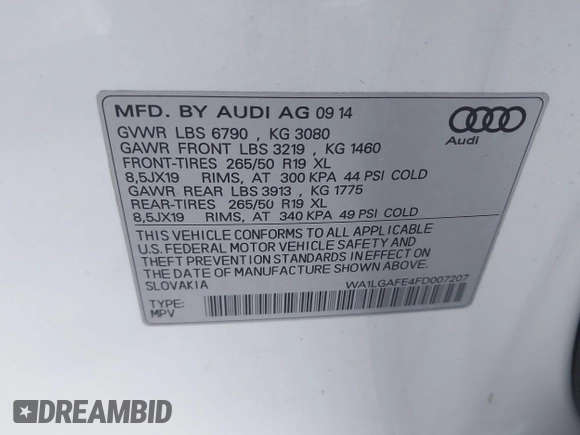 MFD. BY AUDI AG 09 14
GVWR LBS 6790 , KG 3080
GAWR FRONT LBS 3219 , KG 1460
FRONT-TIRES 265/50 R19 XL
8,5JX19 RIMS, AT 300 KPA 44 PSI COLD
GAWR REAR LBS 3913 , KG 1775
REAR-TIRES 265/50 R19 XL
8,5JX19 RIMS, AT 340 KPA 49 PSI COLD
Audi
THIS VEHICLE CONFORMS TO ALL APPLICABLE
U.S. FEDERAL MOTOR VEHICLE SAFETY AND
THEFT PREVENTION STANDARDS IN EFFECT ON
THE DATE OF MANUFACTURE SHOWN ABOVE.
SLOVAKIA
WA1LGAFE4FD007207
TYPE:
MPV
DREAMBID